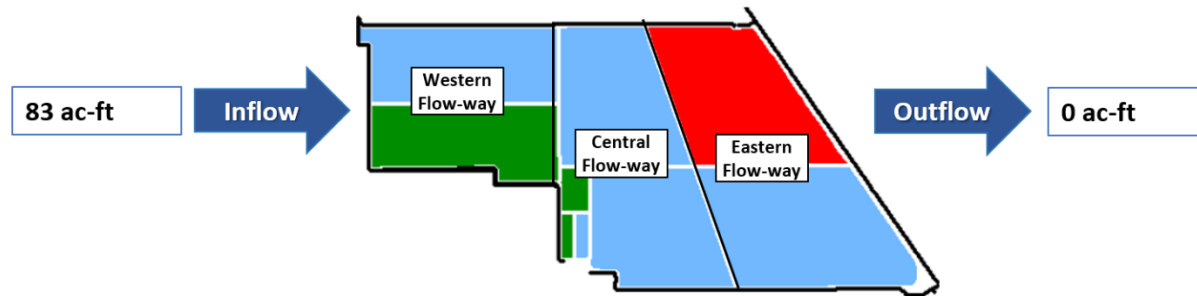 83 ac-ft
Inflow
Western
Flow-way
Central
Flow-way
Eastern
Flow-way
Outflow
0 ac-ft